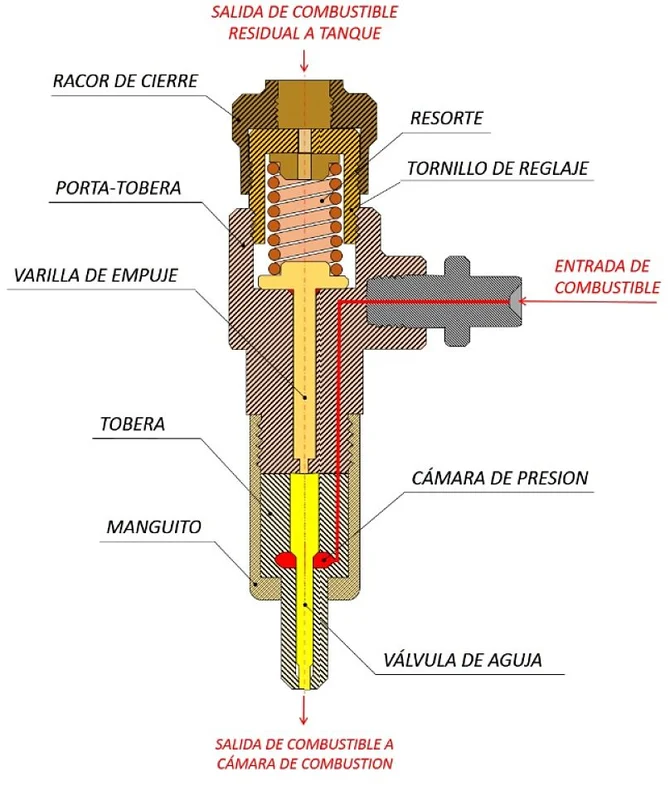 SALIDA DE COMBUSTIBLE
RESIDUAL A TANQUE
RACOR DE CIERRE
RESORTE
TORNILLO DE REGLAJE
PORTA-TOBERA
VARILLA DE EMPUJE
ENTRADA DE
COMBUSTIBLE
TOBERA
CÁMARA DE PRESION
MANGUITO
VÁLVULA DE AGUJA
SALIDA DE COMBUSTIBLE A
CÁMARA DE COMBUSTION